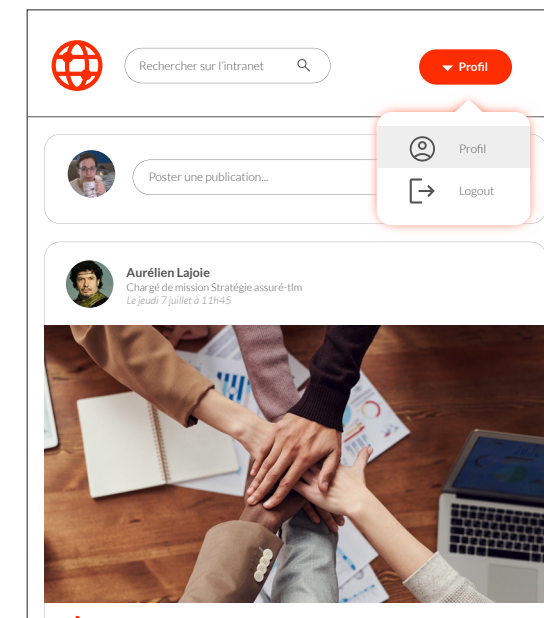 Rechercher sur l'intranet
Profil
Profil
Logout
Poster une publication...
Aurélien Lajoie
Chargé de mission Stratégie assuré-tlm
Le jeudi 7 juillet à 11h45